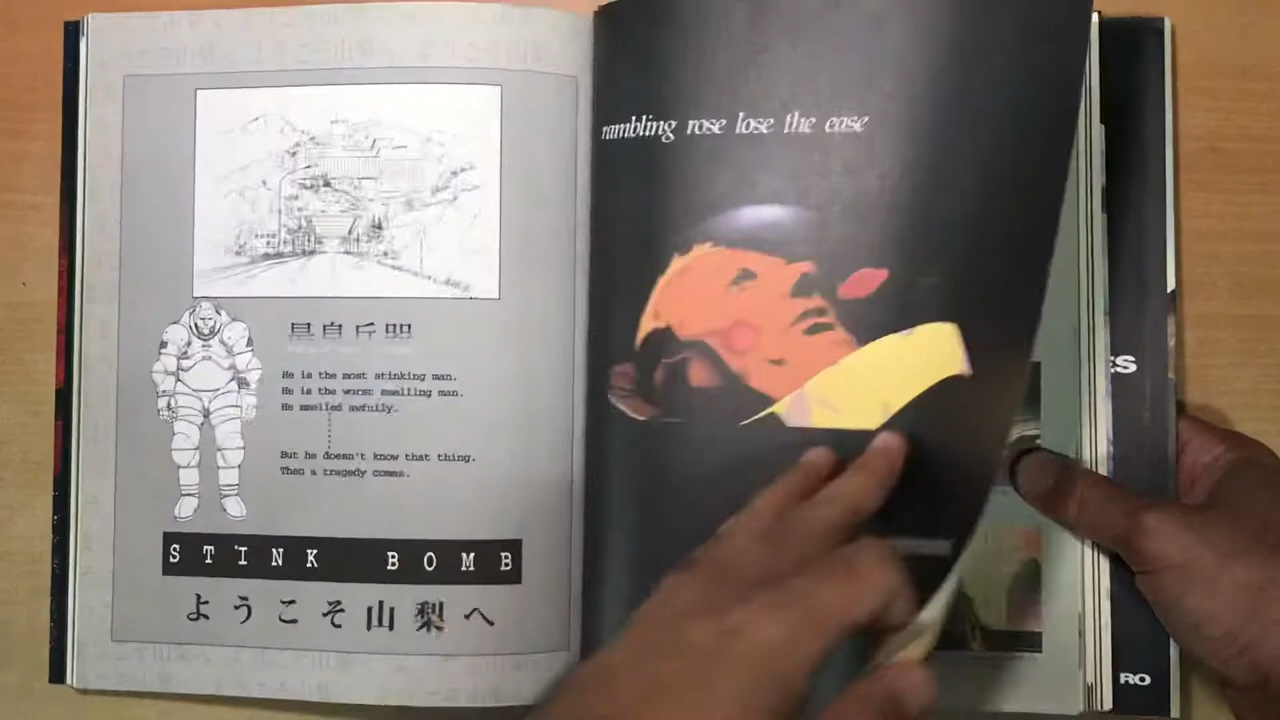 He is the most stinking man.
He is the worst smelling man.
He smelled awfully.
But he doesn't know that thing.
Then a tragedy comes.
STINK BOMB
ようこそ山梨へ
rambling rose lose the ease
ES
RO